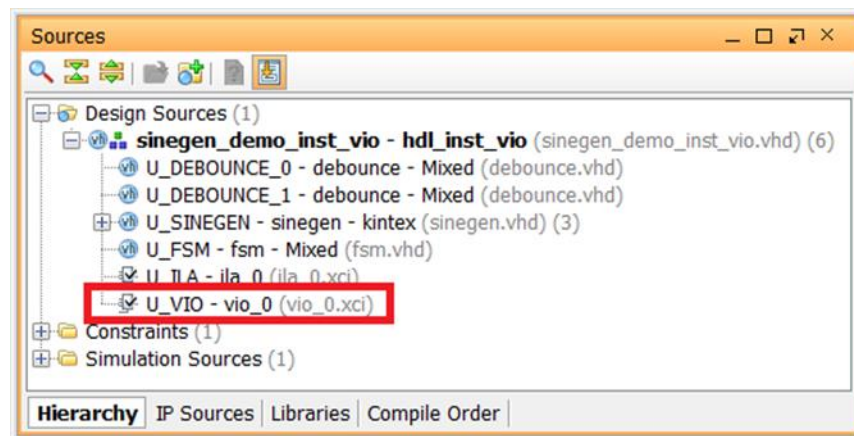 Sources
Design Sources (1)
sinegen_demo_inst_vio - hdl_inst_vio (sinegen_demo_inst_vio.vhd) (6)
U_DEBOUNCE_0 - debounce - Mixed (debounce.vhd)
U_DEBOUNCE_1 - debounce - Mixed (debounce.vhd)
U_SINEGEN - sinegen - kintex (sinegen.vhd) (3)
U_FSM - fsm - Mixed (fsm.vhd)
U_ILA - ila_0 (ila_0.xci)
U_VIO - vio_0 (vio_0.xci)
Constraints (1)
Simulation Sources (1)
Hierarchy IP Sources Libraries Compile Order